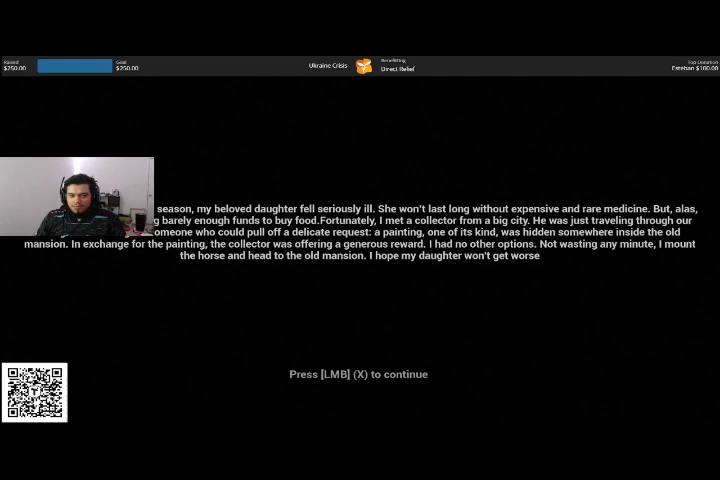 Raised
$250.00
Goal
$250.00
Ukraine Crisis
Benefitting
Direct Relief
Top Donation
Estehan $100.00
season, my beloved daughter fell seriously ill. She won't last long without expensive and rare medicine. But, alas,
g barely enough funds to buy food.Fortunately, I met a collector from a big city. He was just traveling through our
omeone who could pull off a delicate request: a painting, one of its kind, was hidden somewhere inside the old
mansion. In exchange for the painting, the collector was offering a generous reward. I had no other options. Not wasting any minute, I mount
the horse and head to the old mansion. I hope my daughter won't get worse
Press [LMB] (X) to continue